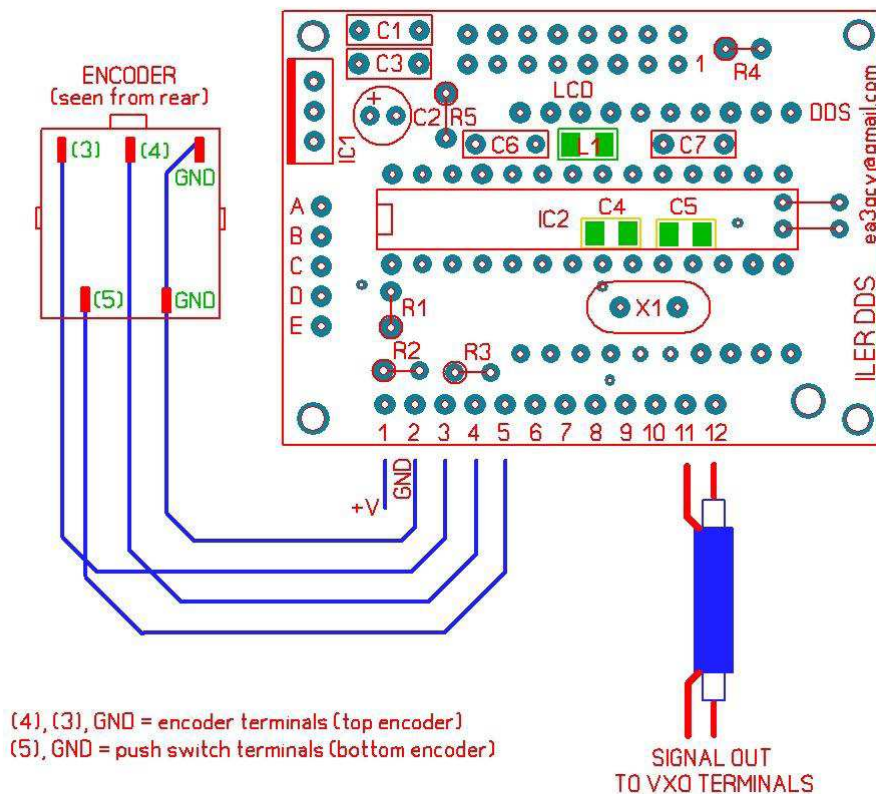 ENCODER
(seen from rear)
(3)
(4)
GND
(5)
GND
C1
C3
+
C2
IC1
R5
LCD
1
R4
DDS
C6
L1
C7
A
B
C
D
E
IC2
C4
C5
R1
X1
R2
R3
ea3gcy@gmail.com
ILER DDS
1
2
3
4
5
6
7
8
9
10
11
12
+V
GND
(4), (3), GND = encoder terminals (top encoder)
(5), GND = push switch terminals (bottom encoder)
SIGNAL OUT
TO VXO TERMINALS